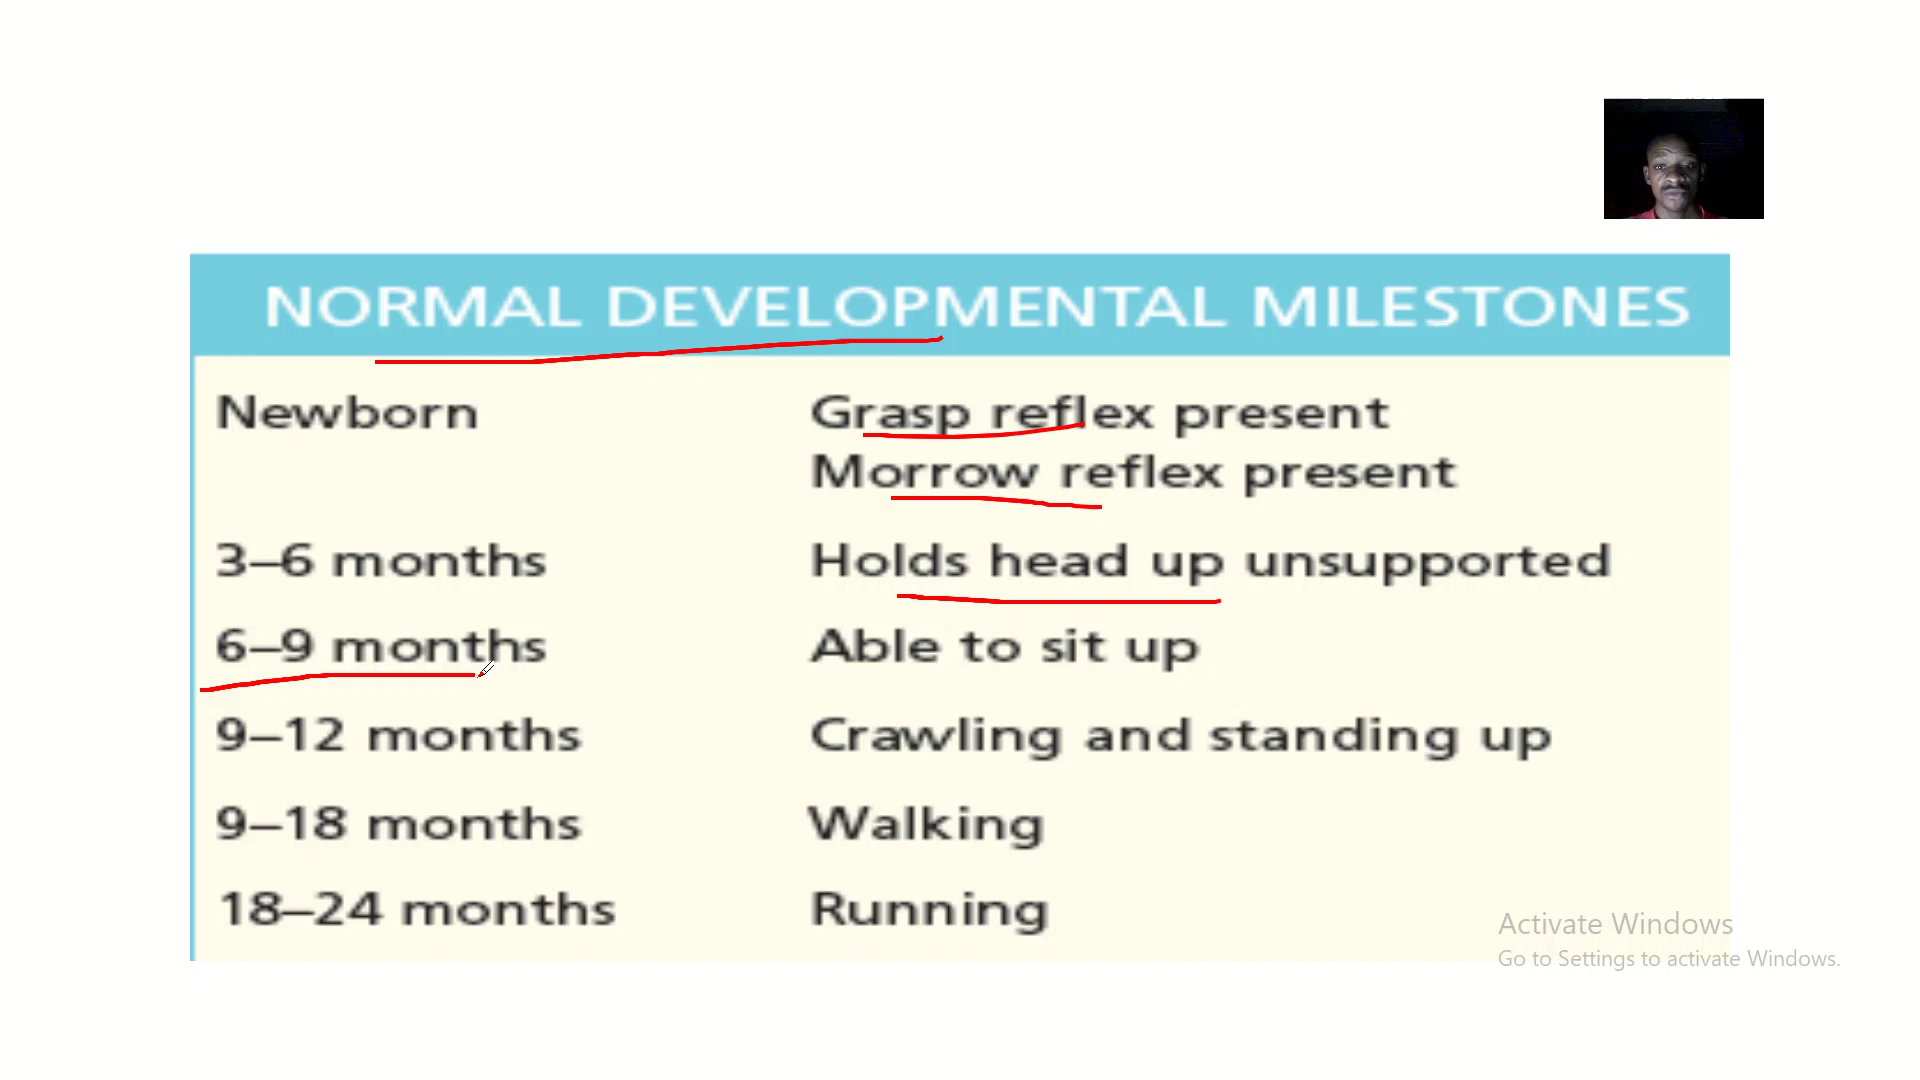 NORMAL DEVELOPMENTAL MILESTONES
Newborn Grasp reflex present
Morrow reflex present
3–6 months Holds head up unsupported
6–9 months Able to sit up
9–12 months Crawling and standing up
9–18 months Walking
18–24 months Running
Activate Windows
Go to Settings to activate Windows.